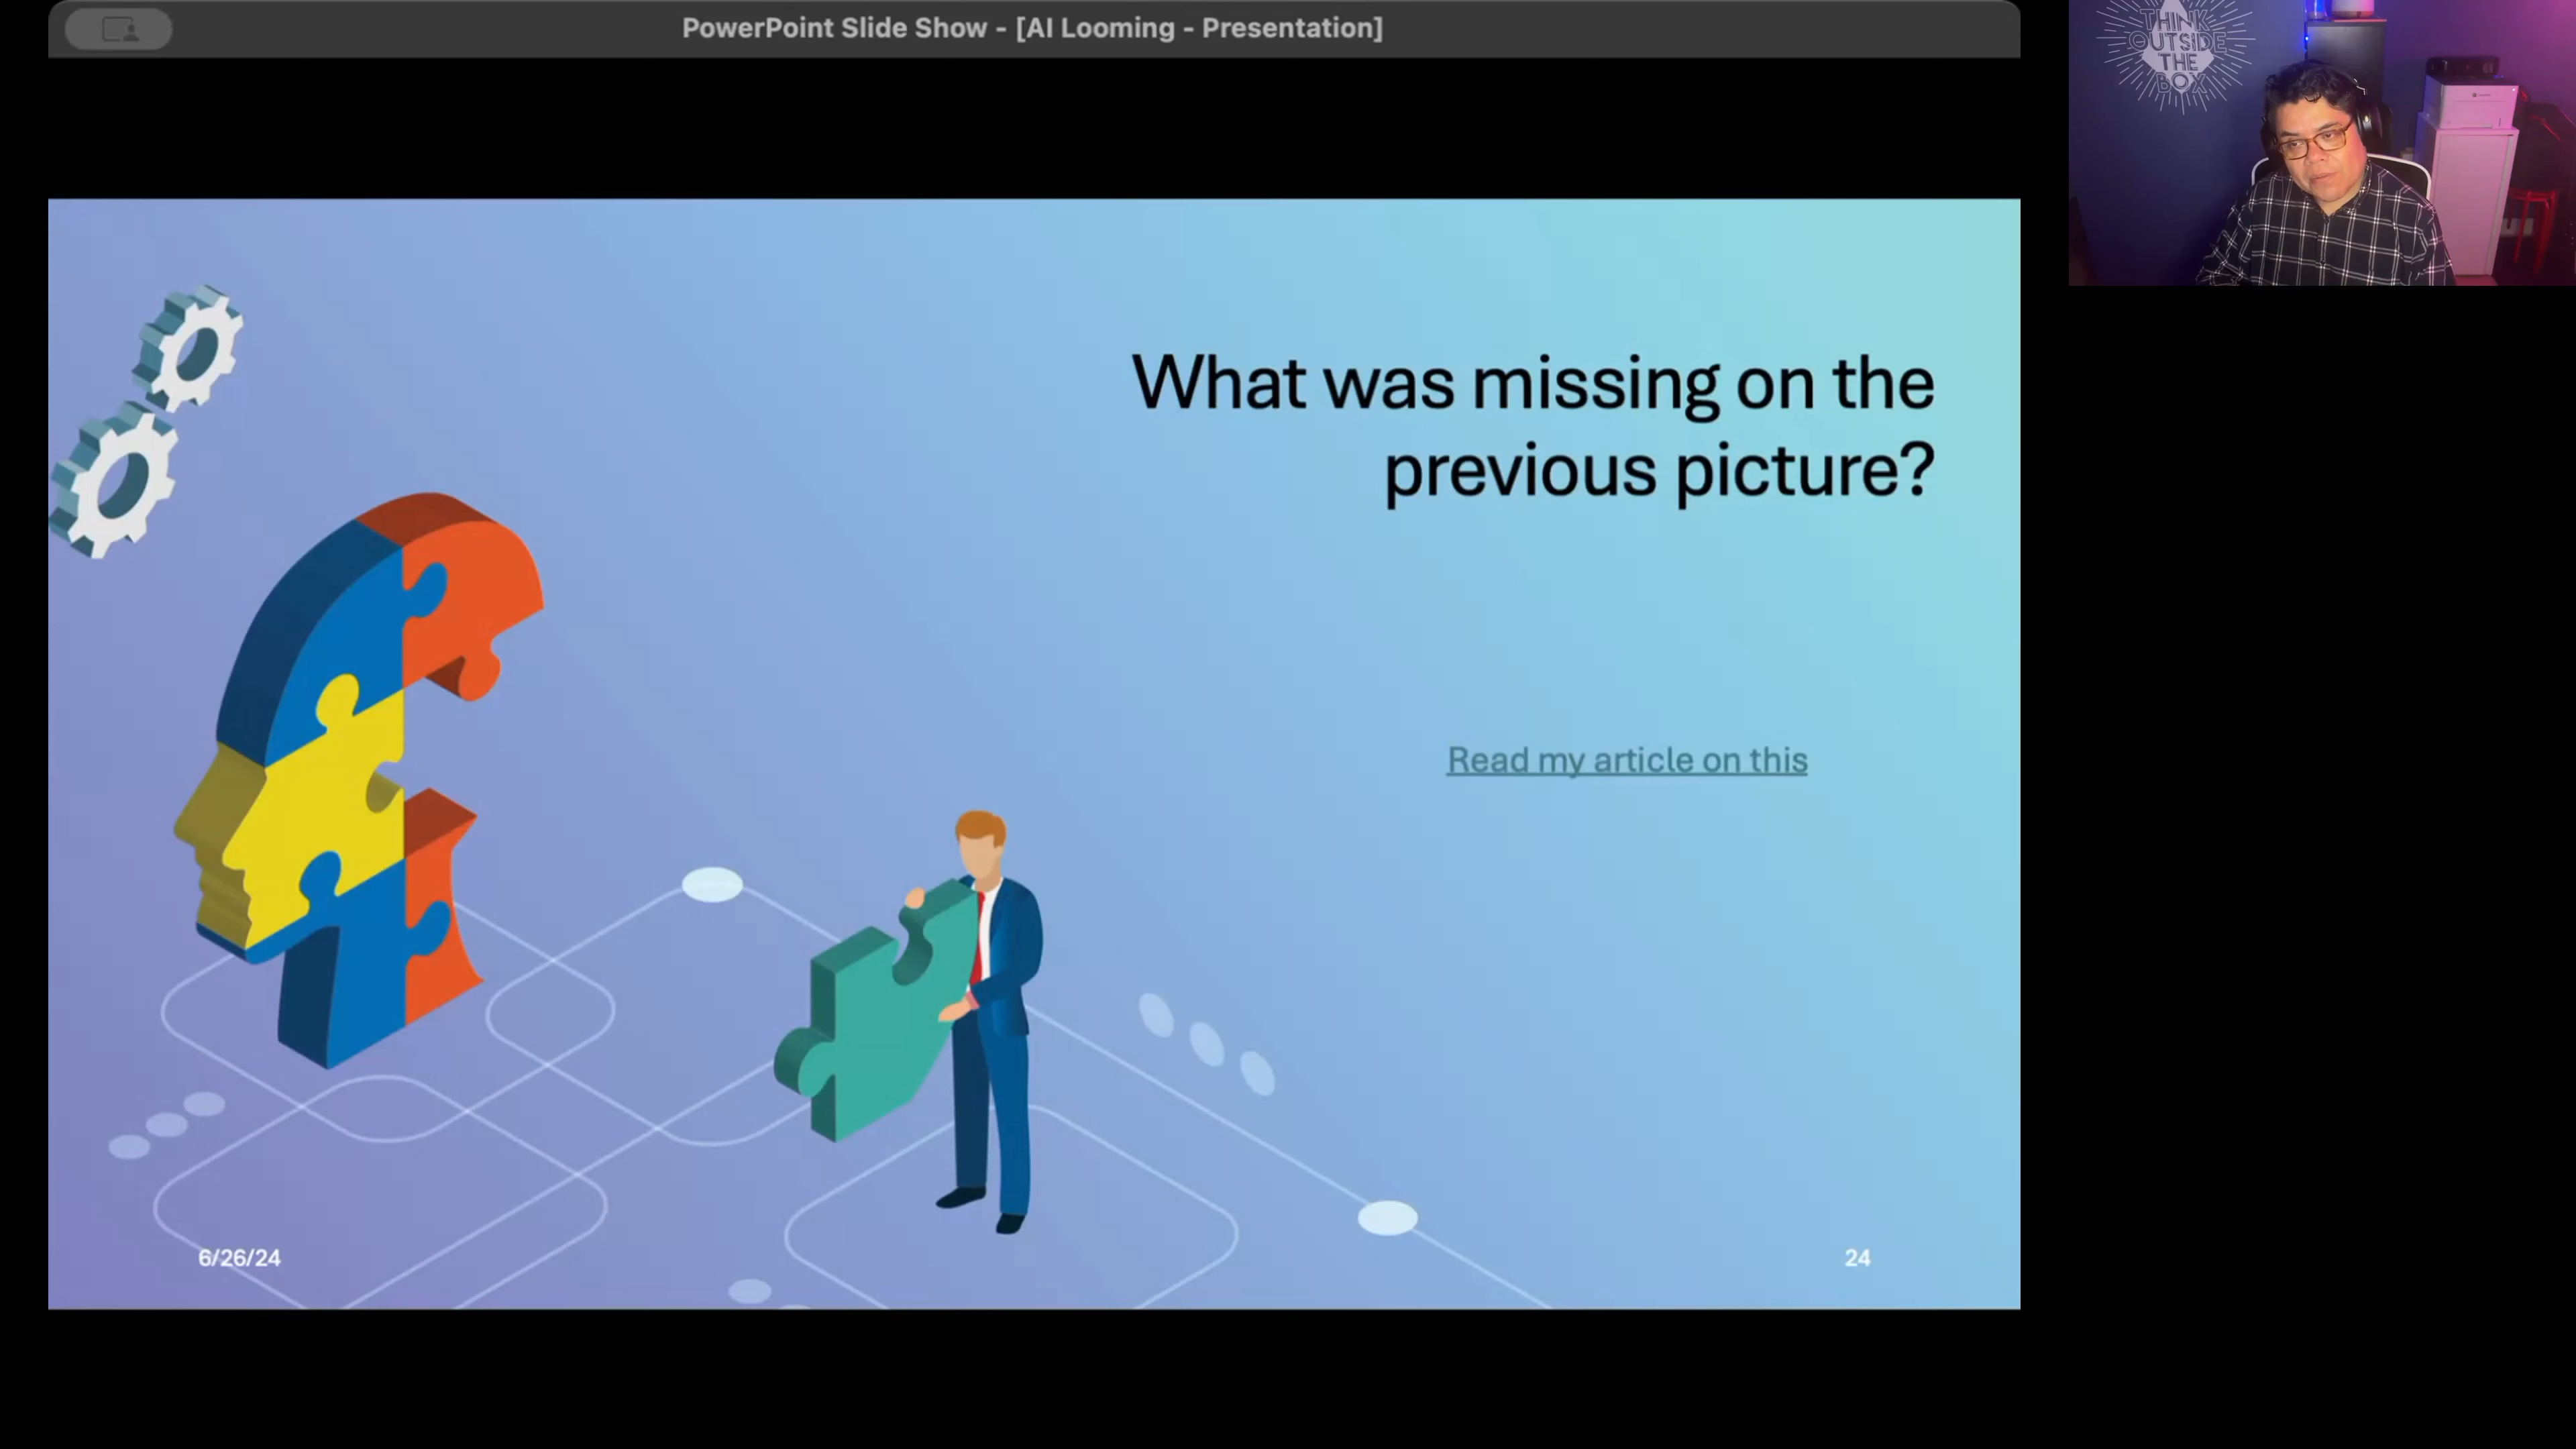 PowerPoint Slide Show - [AI Looming - Presentation]
THINK
OUTSIDE
THE
BOX
What was missing on the
previous picture?
Read my article on this
6/26/24
24